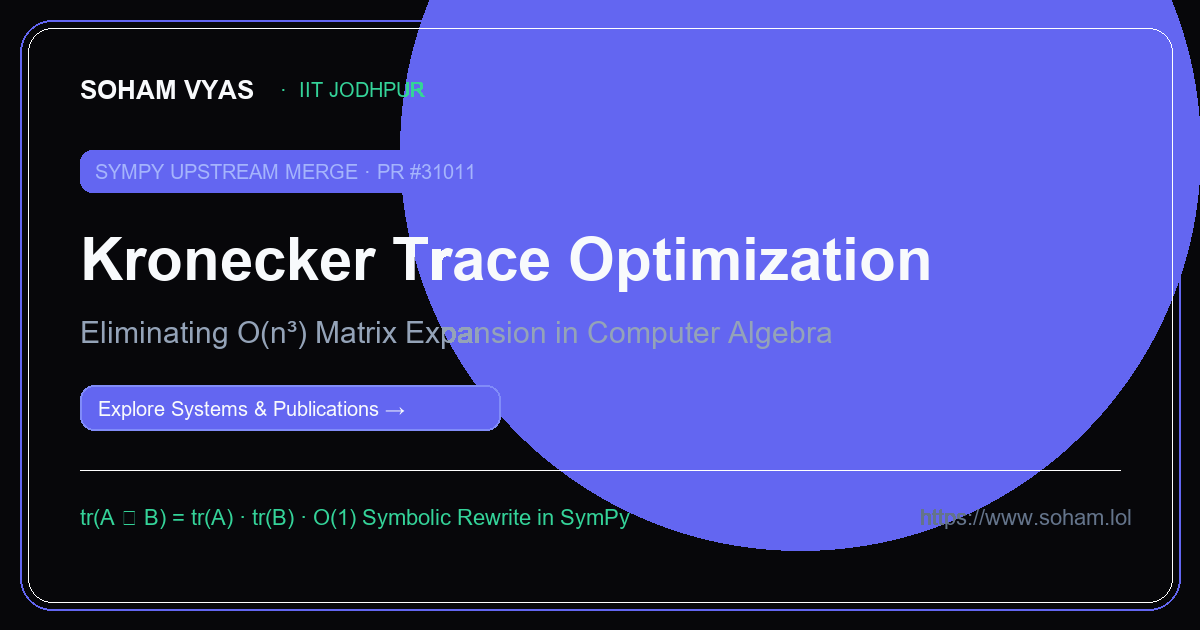 SOHAM VYAS · IIT JODHPUR
SYMPY UPSTREAM MERGE · PR #31011
Kronecker Trace Optimization
Eliminating O(n³) Matrix Expansion in Computer Algebra
Explore Systems & Publications →
tr(A □ B) = tr(A) · tr(B) · O(1) Symbolic Rewrite in SymPy
https://www.soham.lol